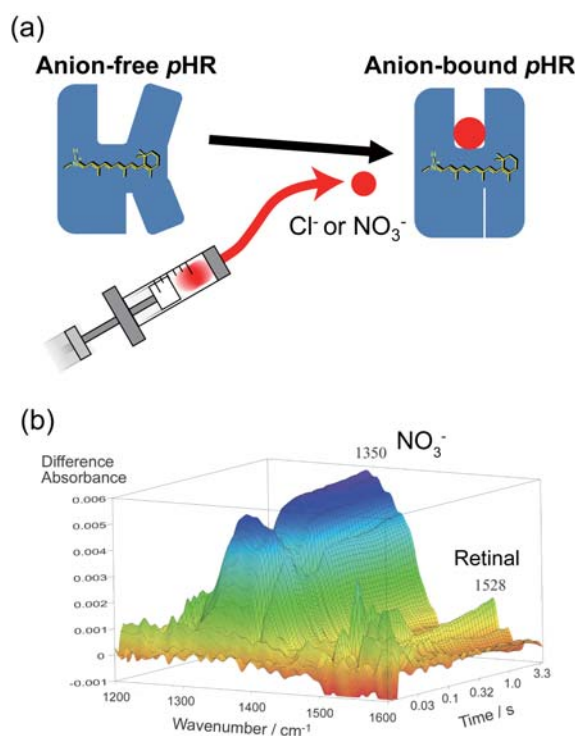 (a)
Anion-free pHR
Anion-bound pHR
H
Cl⁻ or NO₃⁻
(b)
Difference
Absorbance
1350
NO₃⁻
0.006
0.005
0.004
0.003
0.002
0.001
0
-0.001
Retinal
1528
1200
1300
1400
1500
1600
Wavenumber / cm⁻¹
0.03
0.1
0.32
1.0
3.3
Time / s